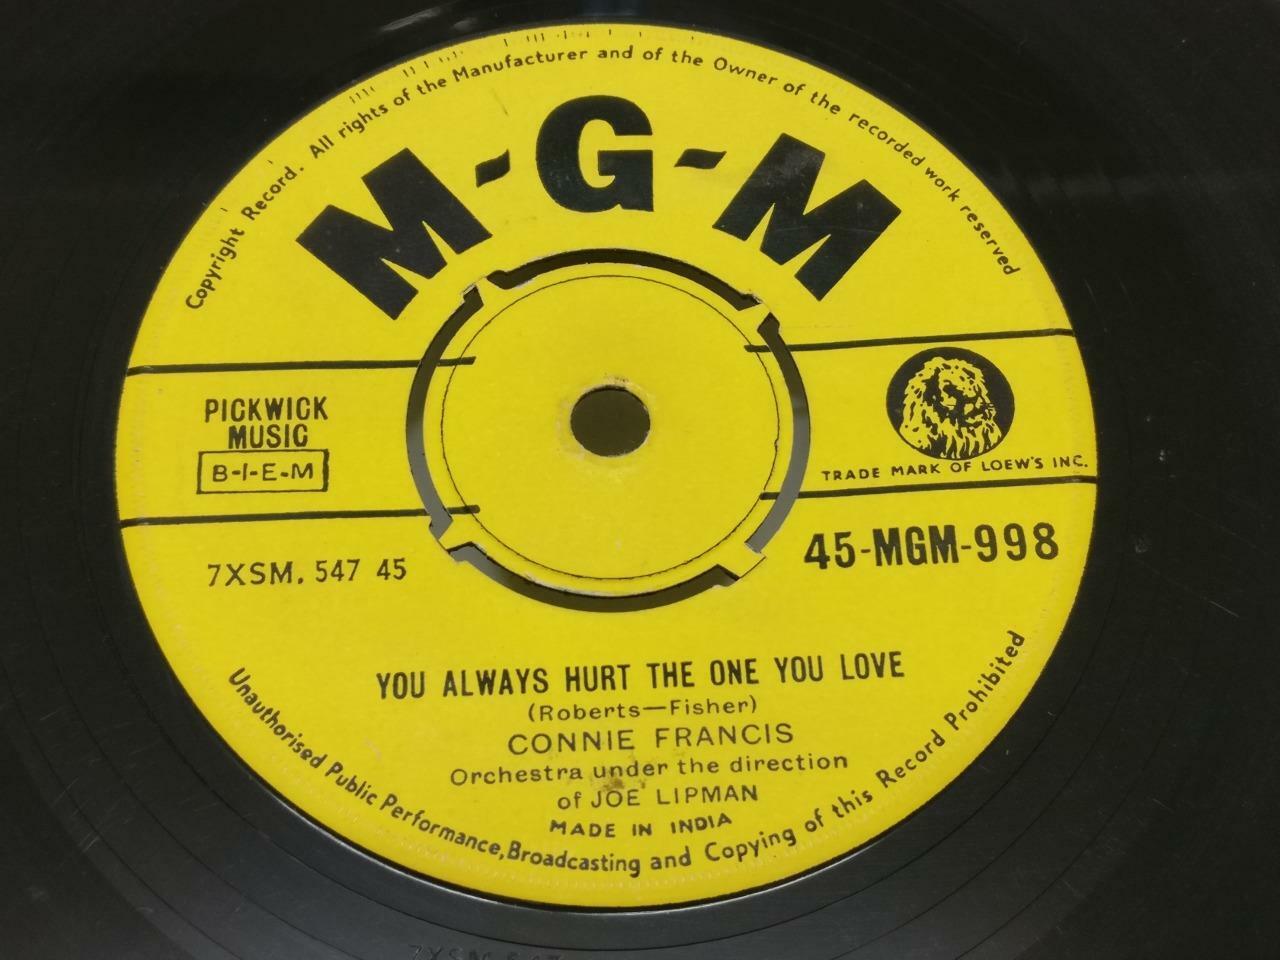 Copyright Record. All rights of the Manufacturer and of the Owner of the recorded work reserved
M-G-M
PICKWICK
MUSIC
B-I-E-M
TRADE MARK OF LOEW'S INC.
7XSM. 547 45
45-MGM-998
YOU ALWAYS HURT THE ONE YOU LOVE
(Roberts—Fisher)
CONNIE FRANCIS
Orchestra under the direction
of JOE LIPMAN
MADE IN INDIA
Unauthorised Public Performance, Broadcasting and Copying of this Record Prohibited